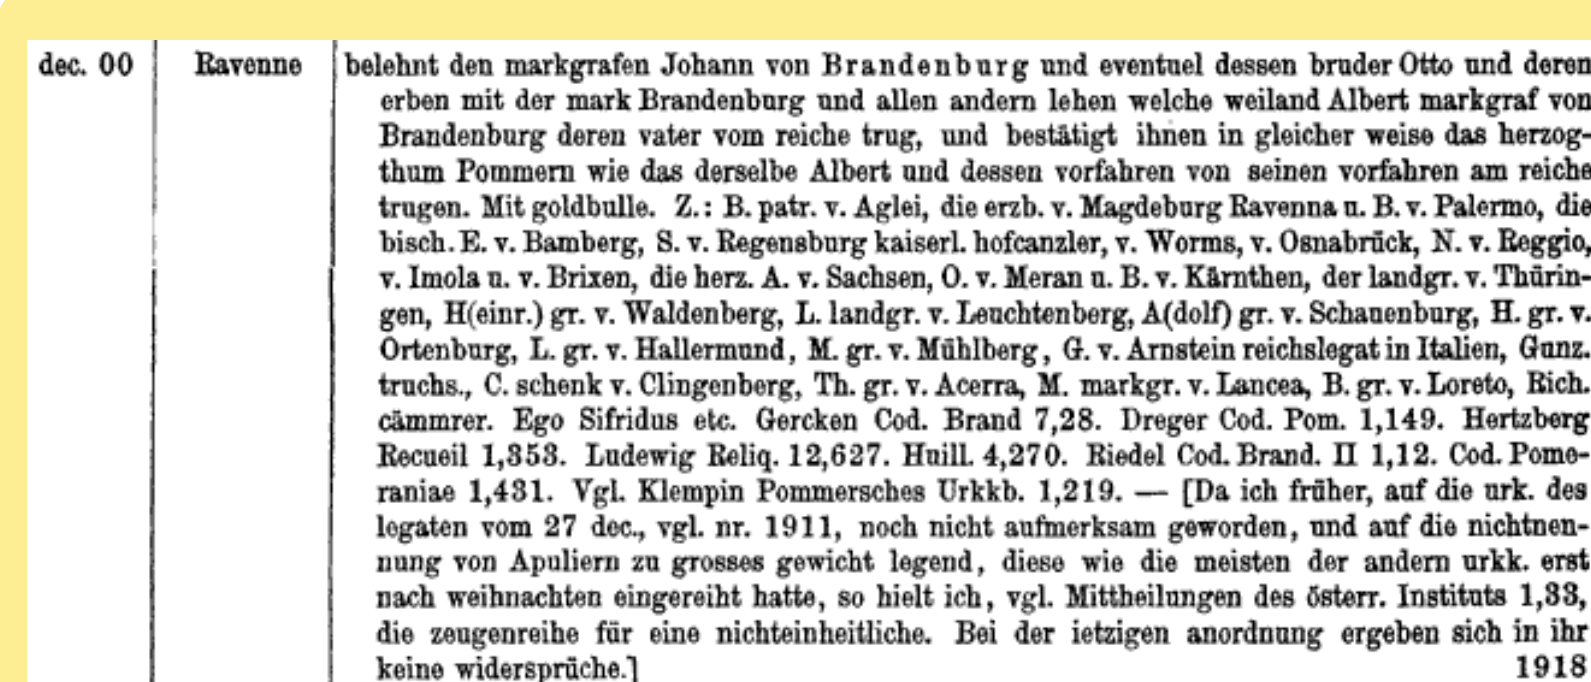 dec. 00 Ravenne belehnt den markgrafen Johann von Brandenburg und eventuel dessen bruder Otto und deren
erben mit der mark Brandenburg und allen andern lehen welche weiland Albert markgraf von
Brandenburg deren vater vom reiche trug, und bestätigt ihnen in gleicher weise das herzog-
thum Pommern wie das derselbe Albert und dessen vorfahren von seinen vorfahren am reiche
trugen. Mit goldbulle. Z.: B. patr. v. Aglei, die erzb. v. Magdeburg Ravenna u. B. v. Palermo, die
bisch. E. v. Bamberg, S. v. Regensburg kaiserl. hofcanzler, v. Worms, v. Osnabrück, N. v. Reggio,
v. Imola u. v. Brixen, die herz. A. v. Sachsen, O. v. Meran u. B. v. Kärnthen, der landgr. v. Thürin-
gen, H(einr.) gr. v. Waldenberg, L. landgr. v. Leuchtenberg, A(dolf) gr. v. Schauenburg, H. gr. v.
Ortenburg, L. gr. v. Hallermund, M. gr. v. Mühlberg, G. v. Arnstein reichslegat in Italien, Gunz.
truchs., C. schenk v. Clingenberg, Th. gr. v. Acerra, M. markgr. v. Lancea, B. gr. v. Loreto, Rich.
cämmrer. Ego Sifridus etc. Gercken Cod. Brand 7,28. Dreger Cod. Pom. 1,149. Hertzberg
Recueil 1,353. Ludewig Reliq. 12,627. Huill. 4,270. Riedel Cod. Brand. II 1,12. Cod. Pome-
raniae 1,431. Vgl. Klempin Pommersches Urkkb. 1,219. — [Da ich früher, auf die urk. des
legaten vom 27 dec., vgl. nr. 1911, noch nicht aufmerksam geworden, und auf die nichtnen-
nung von Apuliern zu grosses gewicht legend, diese wie die meisten der andern urkk. erst
nach weihnachten eingereiht hatte, so hielt ich, vgl. Mittheilungen des österr. Instituts 1,33,
die zeugenreihe für eine nichteinheitliche. Bei der ietzigen anordnung ergeben sich in ihr
keine widersprüche.] 1918